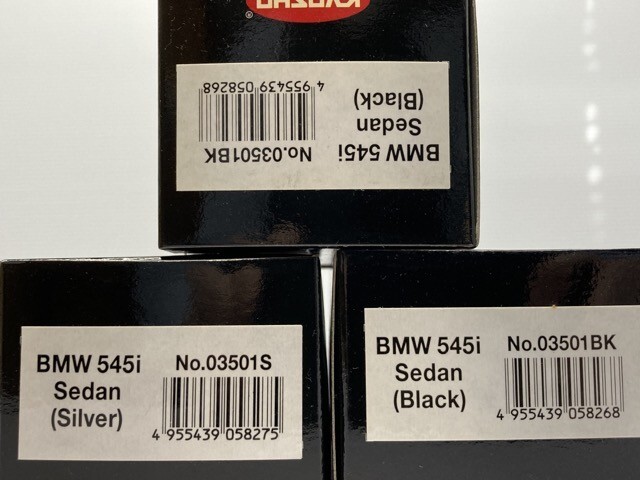 KYOSHO
®
BMW 545i
Sedan
(Black)
No.03501BK
4 955439 058268
BMW 545i
Sedan
(Silver)
No.03501S
4 955439 058275
BMW 545i
Sedan
(Black)
No.03501BK
4 955439 058268